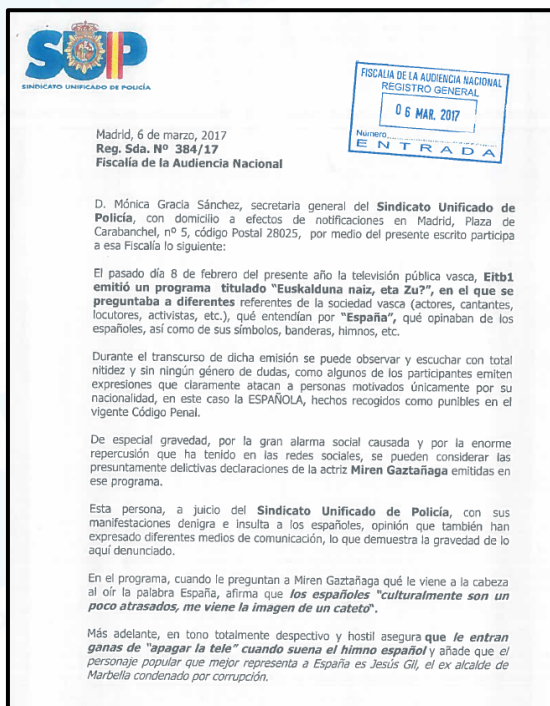 SUP
SINDICATO UNIFICADO DE POLICÍA
FISCALIA DE LA AUDIENCIA NACIONAL
REGISTRO GENERAL
0 6 MAR. 2017
Número
ENTRADA
Madrid, 6 de marzo, 2017
Reg. Sda. Nº 384/17
Fiscalía de la Audiencia Nacional
D. Mónica Gracia Sánchez, secretaria general del Sindicato Unificado de
Policía, con domicilio a efectos de notificaciones en Madrid, Plaza de
Carabanchel, nº 5, código Postal 28025, por medio del presente escrito participa
a esa Fiscalía lo siguiente:
El pasado día 8 de febrero del presente año la televisión pública vasca, Eitb1
emitió un programa titulado "Euskalduna naiz, eta Zu?", en el que se
preguntaba a diferentes referentes de la sociedad vasca (actores, cantantes,
locutores, activistas, etc.), qué entendían por "España", qué opinaban de los
españoles, así como de sus símbolos, banderas, himnos, etc.
Durante el transcurso de dicha emisión se puede observar y escuchar con total
nitidez y sin ningún género de dudas, como algunos de los participantes emiten
expresiones que claramente atacan a personas motivados únicamente por su
nacionalidad, en este caso la ESPAÑOLA, hechos recogidos como punibles en el
vigente Código Penal.
De especial gravedad, por la gran alarma social causada y por la enorme
repercusión que ha tenido en las redes sociales, se pueden considerar las
presuntamente delictivas declaraciones de la actriz Miren Gaztañaga emitidas en
ese programa.
Esta persona, a juicio del Sindicato Unificado de Policía, con sus
manifestaciones denigra e insulta a los españoles, opinión que también han
expresado diferentes medios de comunicación, lo que demuestra la gravedad de lo
aquí denunciado.
En el programa, cuando le preguntan a Miren Gaztañaga qué le viene a la cabeza
al oír la palabra España, afirma que los españoles "culturalmente son un
poco atrasados, me viene la imagen de un cateto".
Más adelante, en tono totalmente despectivo y hostil asegura que le entran
ganas de "apagar la tele" cuando suena el himno español y añade que el
personaje popular que mejor representa a España es Jesús Gil, el ex alcalde de
Marbella condenado por corrupción.